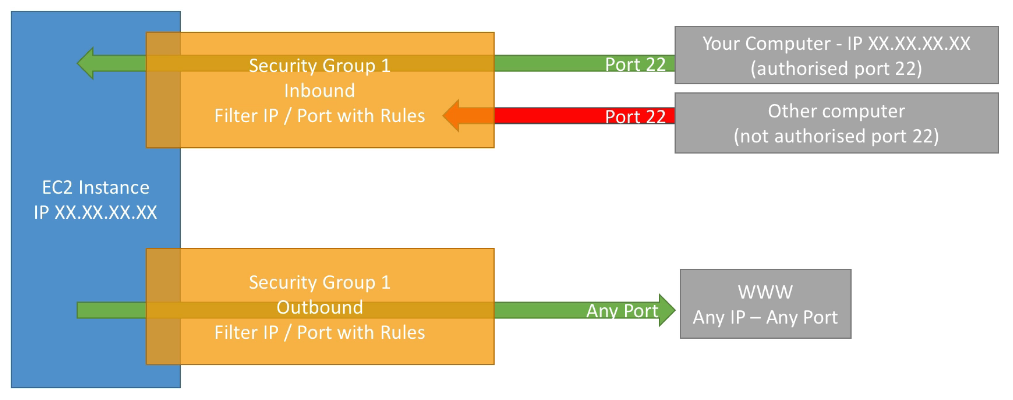 Your Computer - IP XX.XX.XX.XX
(authorised port 22)
Port 22
Security Group 1
Inbound
Filter IP / Port with Rules
Other computer
(not authorised port 22)
Port 22
EC2 Instance
IP XX.XX.XX.XX
Security Group 1
Outbound
Filter IP / Port with Rules
Any Port
WWW
Any IP – Any Port